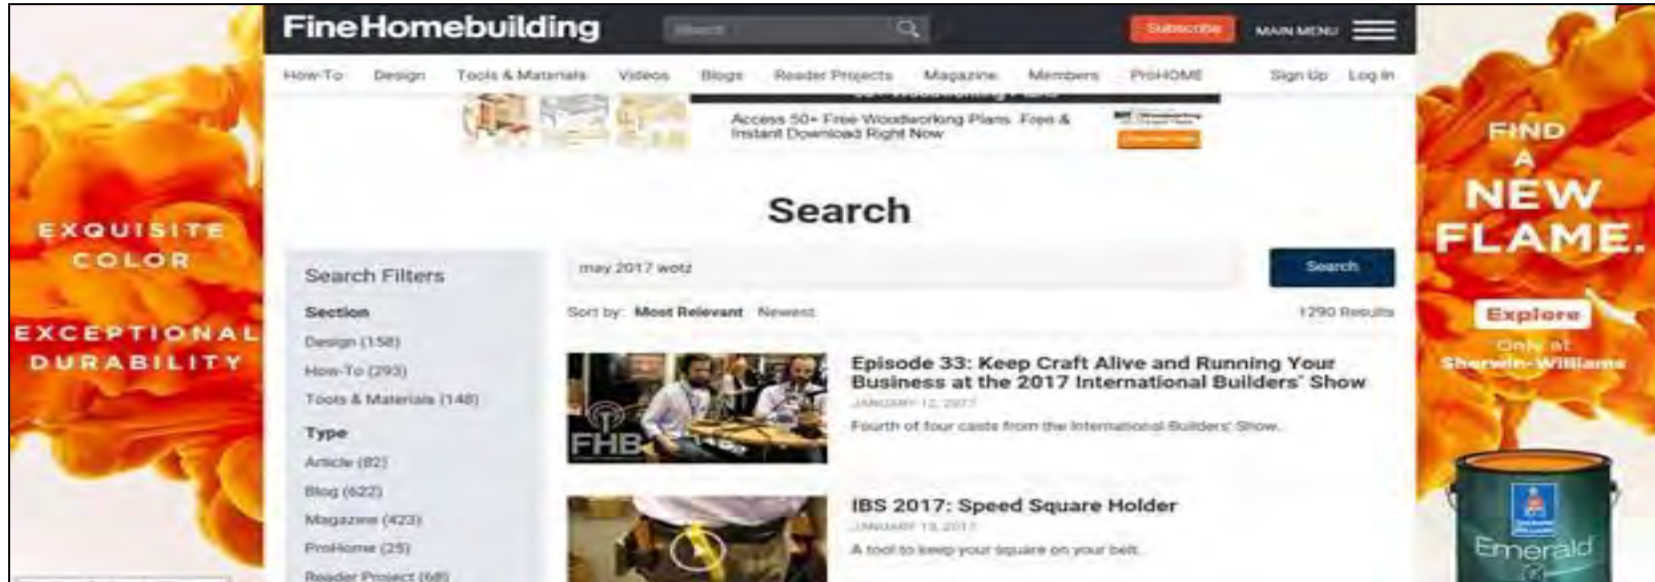 FineHomebuilding
Search
Subscribe
MAIN MENU
How-To Design Tools & Materials Videos Blogs Reader Projects Magazine Members ProHOME Sign Up Log In
Woodworking Plans
Access 50+ Free Woodworking Plans Free &
Instant Download Right Now
Search
may 2017 wotz
Search
Sort by: Most Relevant Newest
1290 Results
Search Filters
Section
Design (158)
How-To (293)
Tools & Materials (148)
Type
Article (82)
Blog (622)
Magazine (423)
ProHome (25)
Reader Project (68)
FHB
Episode 33: Keep Craft Alive and Running Your
Business at the 2017 International Builders' Show
JANUARY 12, 2017
Fourth of four casts from the International Builders' Show.
IBS 2017: Speed Square Holder
JANUARY 13, 2017
A tool to keep your square on your belt.
EXQUISITE
COLOR
EXCEPTIONAL
DURABILITY
FIND
A
NEW
FLAME.
Explore
Only at
Sherwin-Williams
Emerald